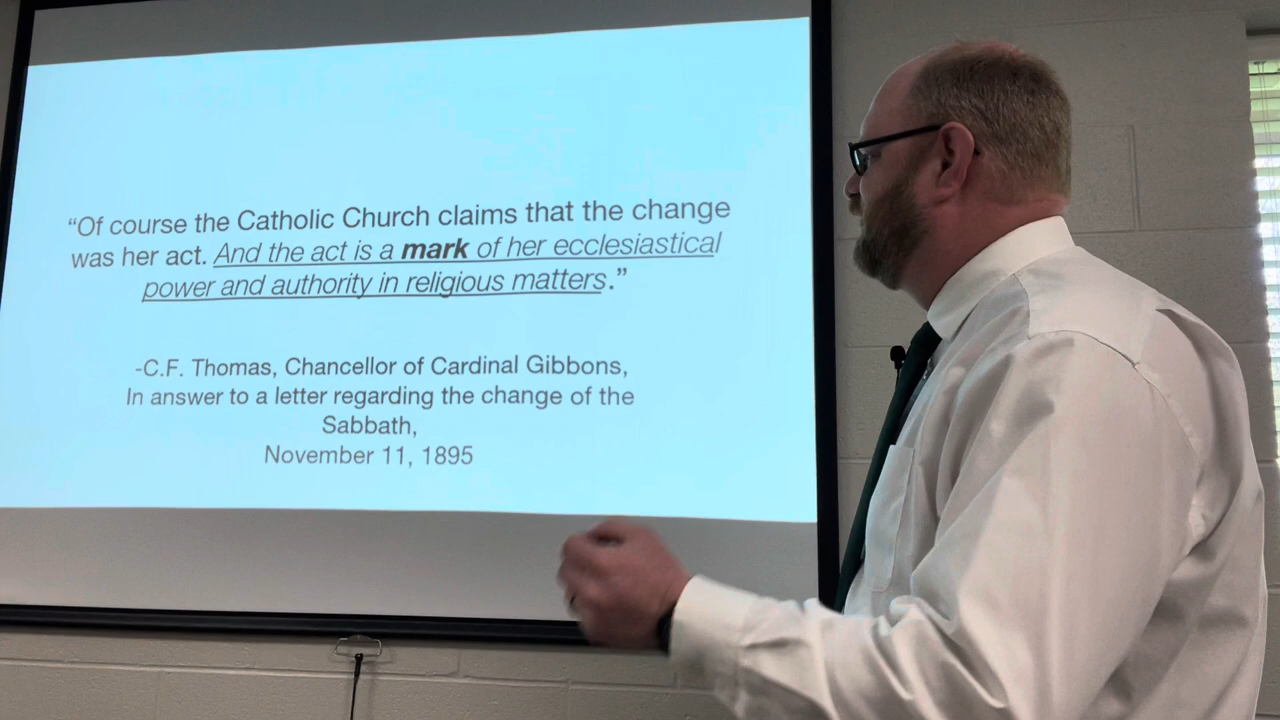 “Of course the Catholic Church claims that the change
was her act. And the act is a mark of her ecclesiastical
power and authority in religious matters.”
-C.F. Thomas, Chancellor of Cardinal Gibbons,
In answer to a letter regarding the change of the
Sabbath,
November 11, 1895